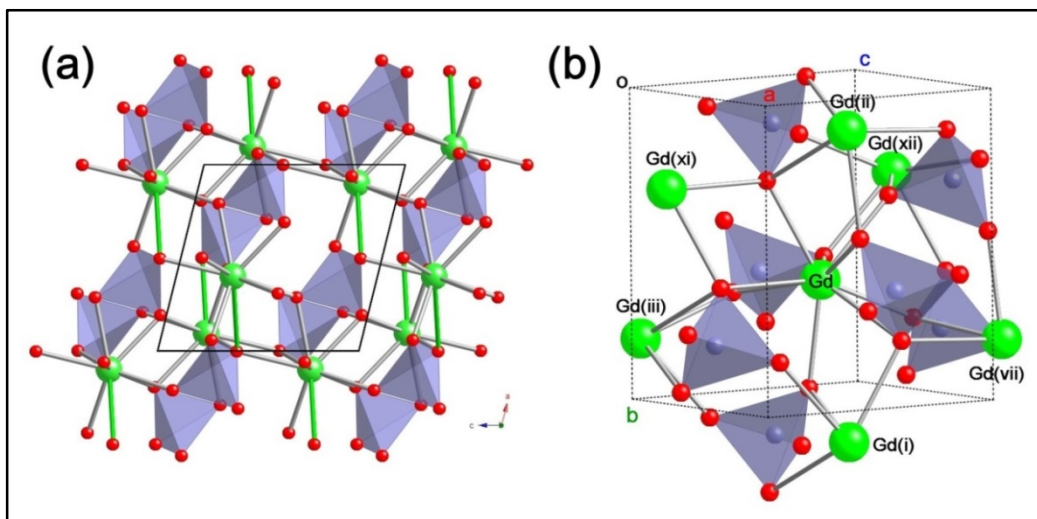 (a)
a
c
(b)
o
c
a
Gd(ii)
Gd(xii)
Gd(xi)
Gd
Gd(iii)
Gd(vii)
b
Gd(i)